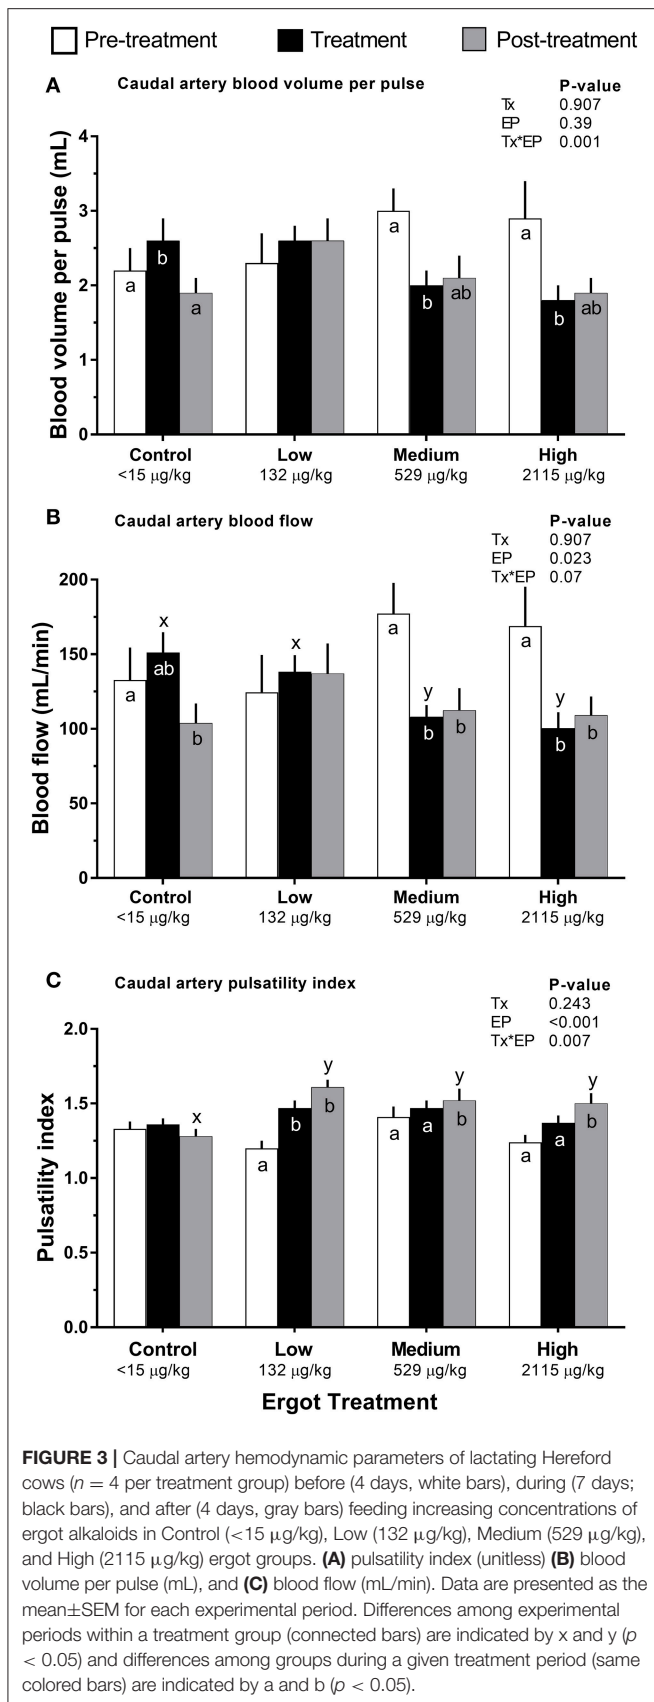 Pre-treatment Treatment Post-treatment
A Caudal artery blood volume per pulse
P-value
Tx 0.907
EP 0.39
Tx*EP 0.001
Blood volume per pulse (mL)
4
3
2
1
0
a b a
a b ab
a b ab
Control Low Medium High
<15 μg/kg 132 μg/kg 529 μg/kg 2115 μg/kg
B Caudal artery blood flow
P-value
Tx 0.907
EP 0.023
Tx*EP 0.07
Blood flow (mL/min)
200
150
100
50
0
x x y y
a ab b
a b b
a b b
Control Low Medium High
<15 μg/kg 132 μg/kg 529 μg/kg 2115 μg/kg
C Caudal artery pulsatility index
P-value
Tx 0.243
EP <0.001
Tx*EP 0.007
Pulsatility index
2.0
1.5
1.0
0.5
0.0
x y y y
a b b
a a b
a a b
Control Low Medium High
<15 μg/kg 132 μg/kg 529 μg/kg 2115 μg/kg
Ergot Treatment
FIGURE 3 | Caudal artery hemodynamic parameters of lactating Hereford
cows (n = 4 per treatment group) before (4 days, white bars), during (7 days;
black bars), and after (4 days, gray bars) feeding increasing concentrations of
ergot alkaloids in Control (<15 μg/kg), Low (132 μg/kg), Medium (529 μg/kg),
and High (2115 μg/kg) ergot groups. (A) pulsatility index (unitless) (B) blood
volume per pulse (mL), and (C) blood flow (mL/min). Data are presented as the
mean±SEM for each experimental period. Differences among experimental
periods within a treatment group (connected bars) are indicated by x and y (p
< 0.05) and differences among groups during a given treatment period (same
colored bars) are indicated by a and b (p < 0.05).